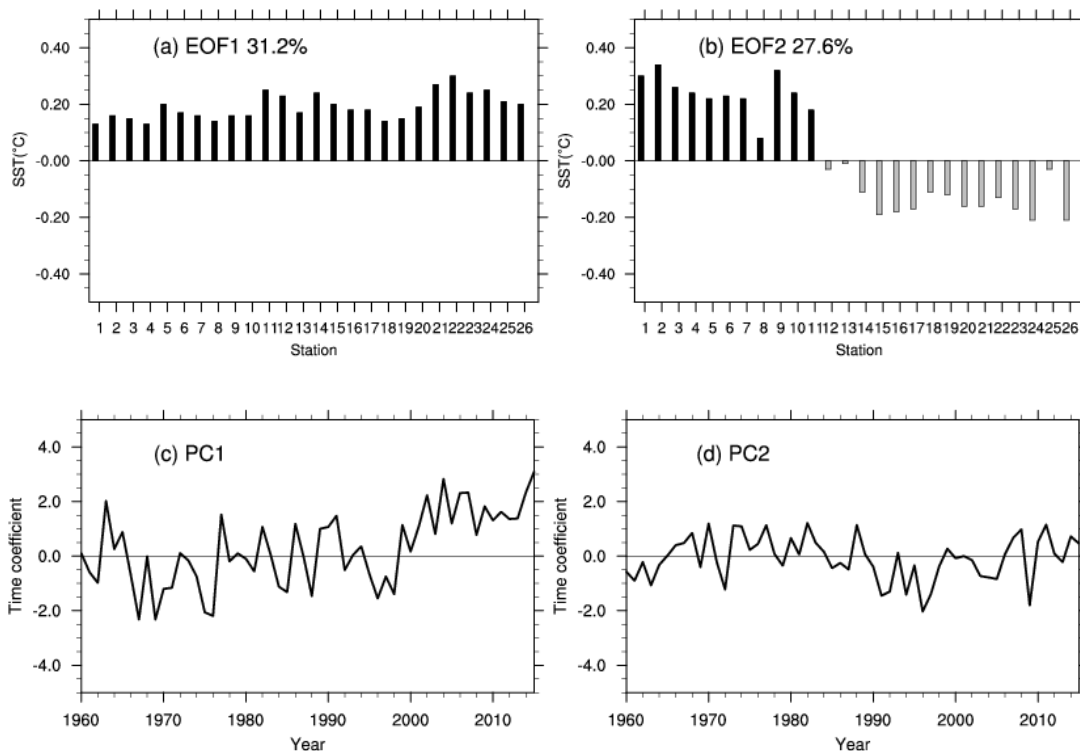 (a) EOF1 31.2%
0.40
0.20
-0.00
-0.20
-0.40
SST(°C)
1 2 3 4 5 6 7 8 9 10 11 12 13 14 15 16 17 18 19 20 21 22 23 24 25 26
Station
(b) EOF2 27.6%
0.40
0.20
-0.00
-0.20
-0.40
SST(°C)
1 2 3 4 5 6 7 8 9 10 11 12 13 14 15 16 17 18 19 20 21 22 23 24 25 26
Station
(c) PC1
4.0
2.0
0.0
-2.0
-4.0
Time coefficient
1960 1970 1980 1990 2000 2010
Year
(d) PC2
4.0
2.0
0.0
-2.0
-4.0
Time coefficient
1960 1970 1980 1990 2000 2010
Year